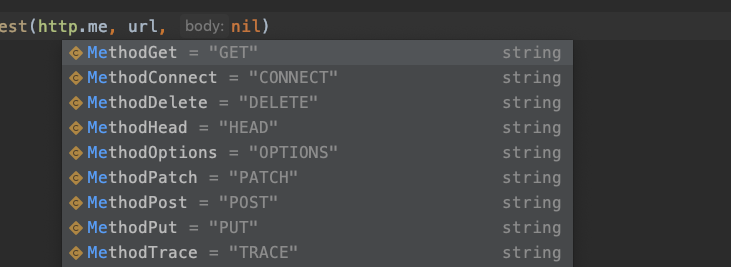 est(http.me, url, body: nil)
MethodGet = "GET" string
MethodConnect = "CONNECT" string
MethodDelete = "DELETE" string
MethodHead = "HEAD" string
MethodOptions = "OPTIONS" string
MethodPatch = "PATCH" string
MethodPost = "POST" string
MethodPut = "PUT" string
MethodTrace = "TRACE" string